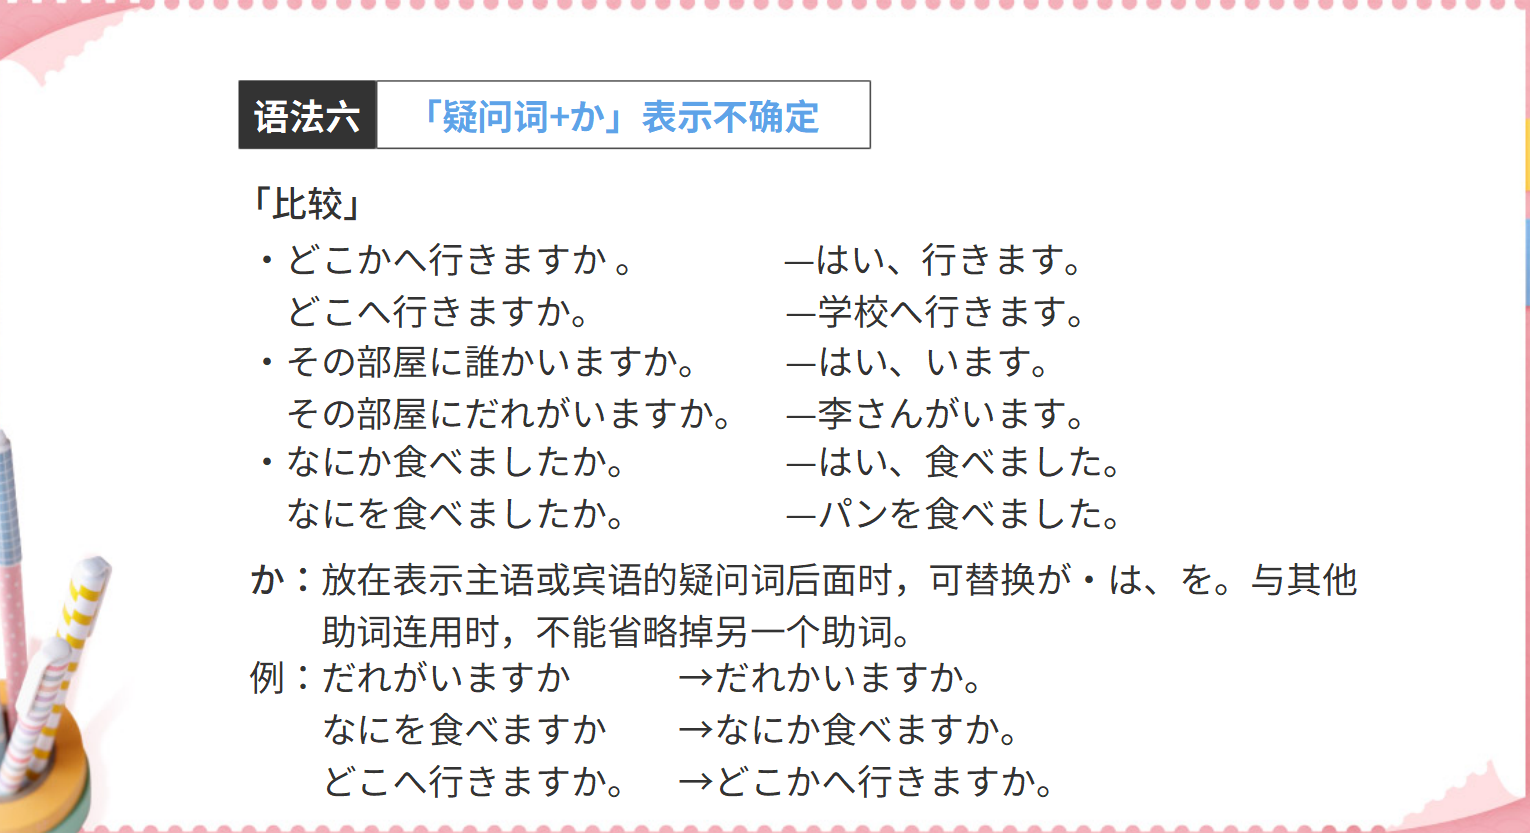 语法六 「疑问词+か」表示不确定
「比较」
・どこかへ行きますか 。 —はい、行きます。
どこへ行きますか。 —学校へ行きます。
・その部屋に誰かいますか。 —はい、います。
その部屋にだれがいますか。 —李さんがいます。
・なにか食べましたか。 —はい、食べました。
なにを食べましたか。 —パンを食べました。
か：放在表示主语或宾语的疑问词后面时，可替换が・は、を。与其他
助词连用时，不能省略掉另一个助词。
例：だれがいますか →だれかいますか。
なにを食べますか →なにか食べますか。
どこへ行きますか。 →どこかへ行きますか。